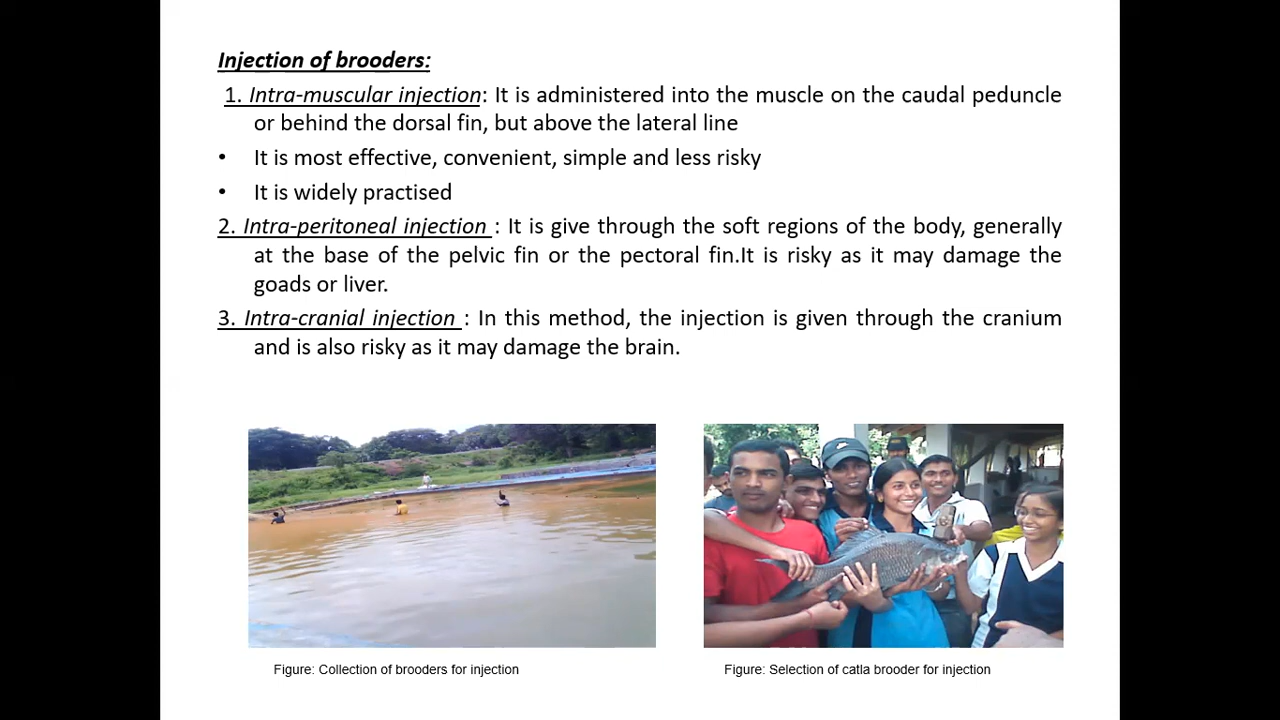 Injection of brooders:
1. Intra-muscular injection: It is administered into the muscle on the caudal peduncle
or behind the dorsal fin, but above the lateral line
• It is most effective, convenient, simple and less risky
• It is widely practised
2. Intra-peritoneal injection : It is give through the soft regions of the body, generally
at the base of the pelvic fin or the pectoral fin.It is risky as it may damage the
goads or liver.
3. Intra-cranial injection : In this method, the injection is given through the cranium
and is also risky as it may damage the brain.
Figure: Collection of brooders for injection
Figure: Selection of catla brooder for injection